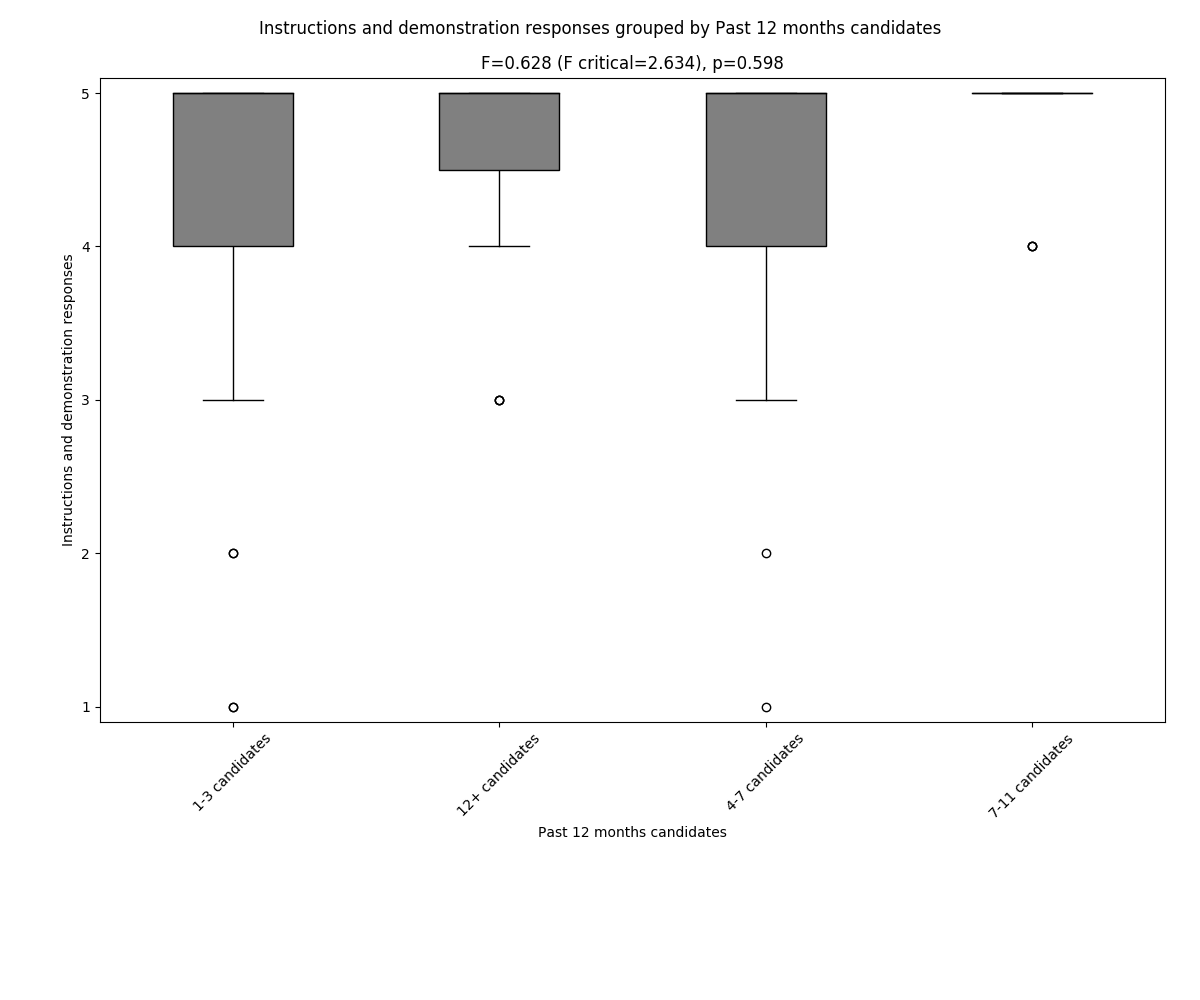 Instructions and demonstration responses grouped by Past 12 months candidates
F=0.628 (F critical=2.634), p=0.598
Instructions and demonstration responses
5
4
3
2
1
1-3 candidates
12+ candidates
4-7 candidates
7-11 candidates
Past 12 months candidates